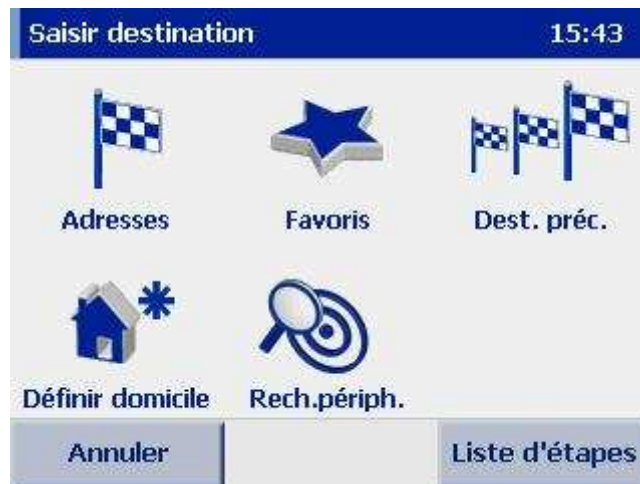 Saisir destination 15:43
Adresses Favoris Dest. préc.
Définir domicile Rech.périph.
Annuler Liste d'étapes